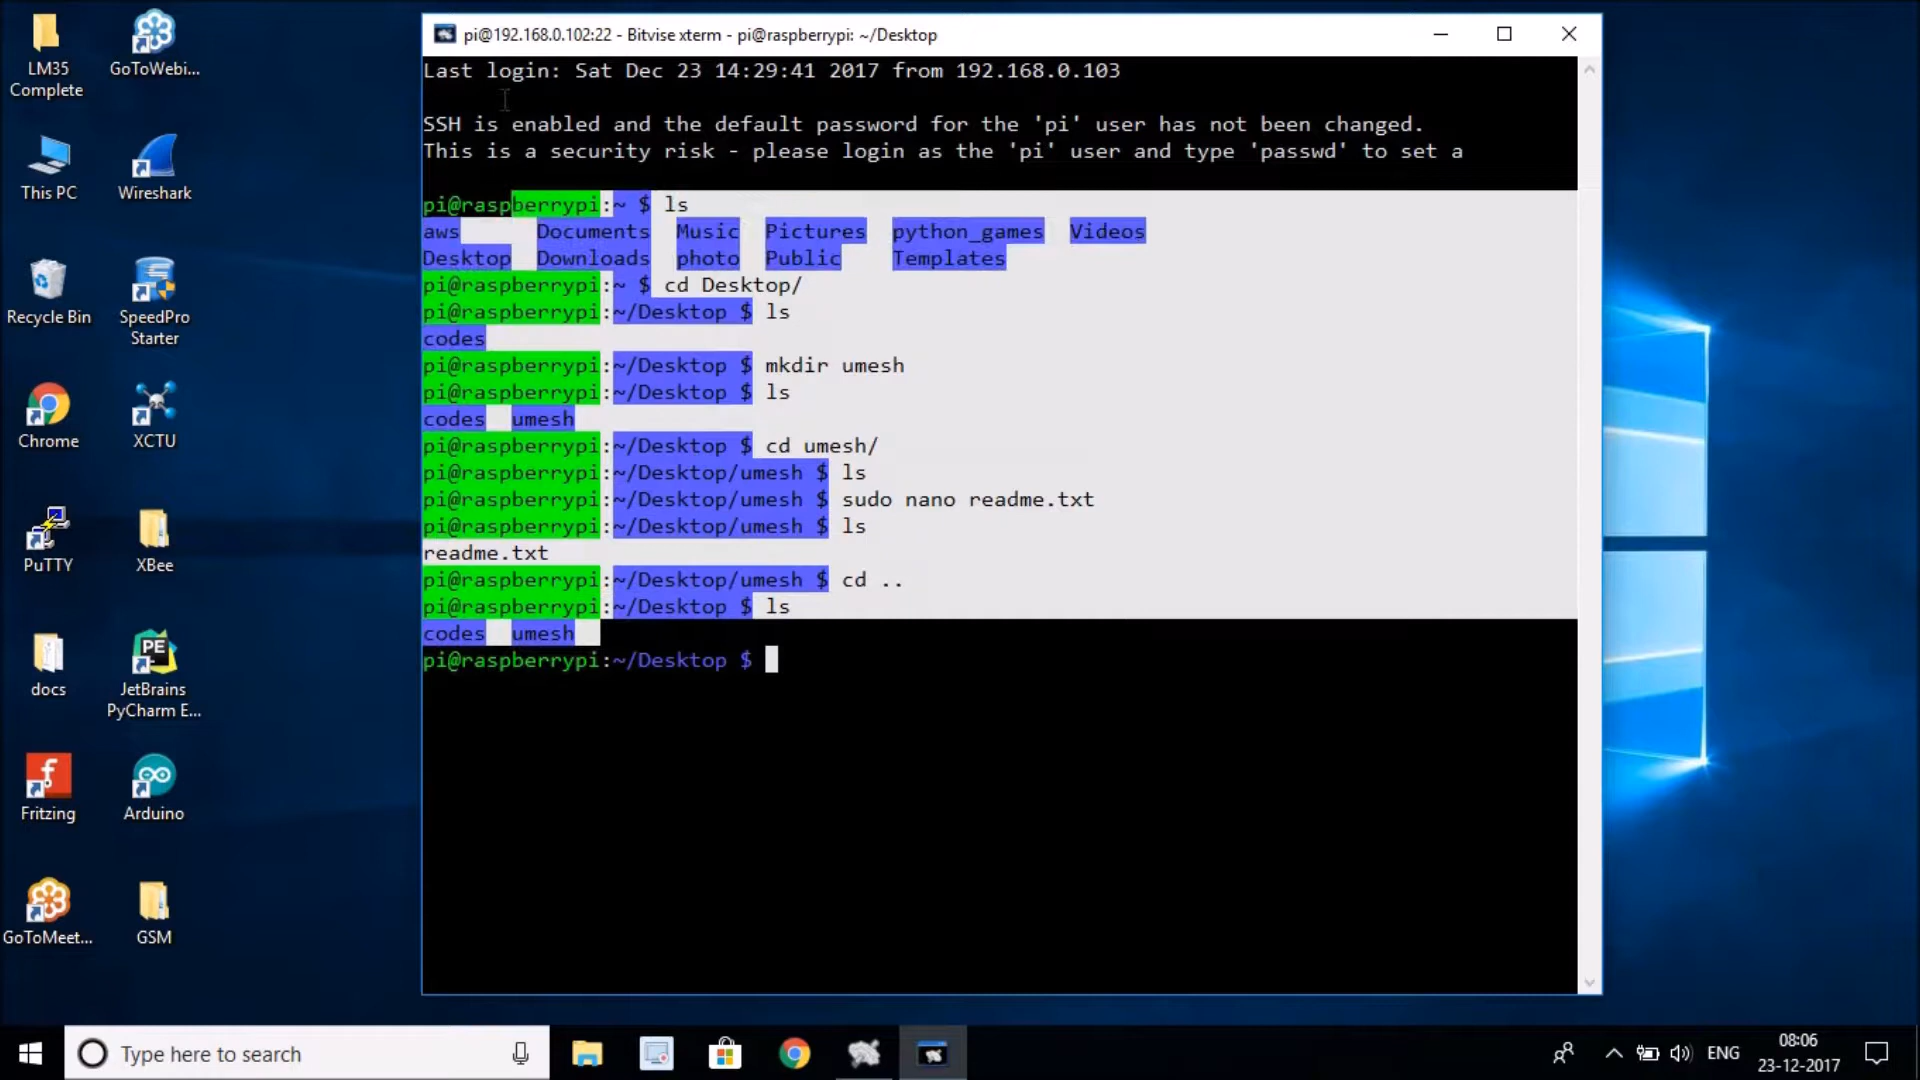 LM35
Complete
GoToWebi...
This PC
Wireshark
Recycle Bin
SpeedPro
Starter
Chrome
XCTU
PuTTY
XBee
docs
PE
JetBrains
PyCharm E...
Fritzing
Arduino
GoToMeet...
GSM
pi@192.168.0.102:22 - Bitvise xterm - pi@raspberrypi: ~/Desktop
Last login: Sat Dec 23 14:29:41 2017 from 192.168.0.103
SSH is enabled and the default password for the 'pi' user has not been changed.
This is a security risk - please login as the 'pi' user and type 'passwd' to set a
pi@raspberrypi:~ $ ls
aws Documents Music Pictures python_games Videos
Desktop Downloads photo Public Templates
pi@raspberrypi:~ $ cd Desktop/
pi@raspberrypi:~/Desktop $ ls
codes
pi@raspberrypi:~/Desktop $ mkdir umesh
pi@raspberrypi:~/Desktop $ ls
codes umesh
pi@raspberrypi:~/Desktop $ cd umesh/
pi@raspberrypi:~/Desktop/umesh $ ls
pi@raspberrypi:~/Desktop/umesh $ sudo nano readme.txt
pi@raspberrypi:~/Desktop/umesh $ ls
readme.txt
pi@raspberrypi:~/Desktop/umesh $ cd ..
pi@raspberrypi:~/Desktop $ ls
codes umesh
pi@raspberrypi:~/Desktop $
Type here to search
ENG
08:06
23-12-2017